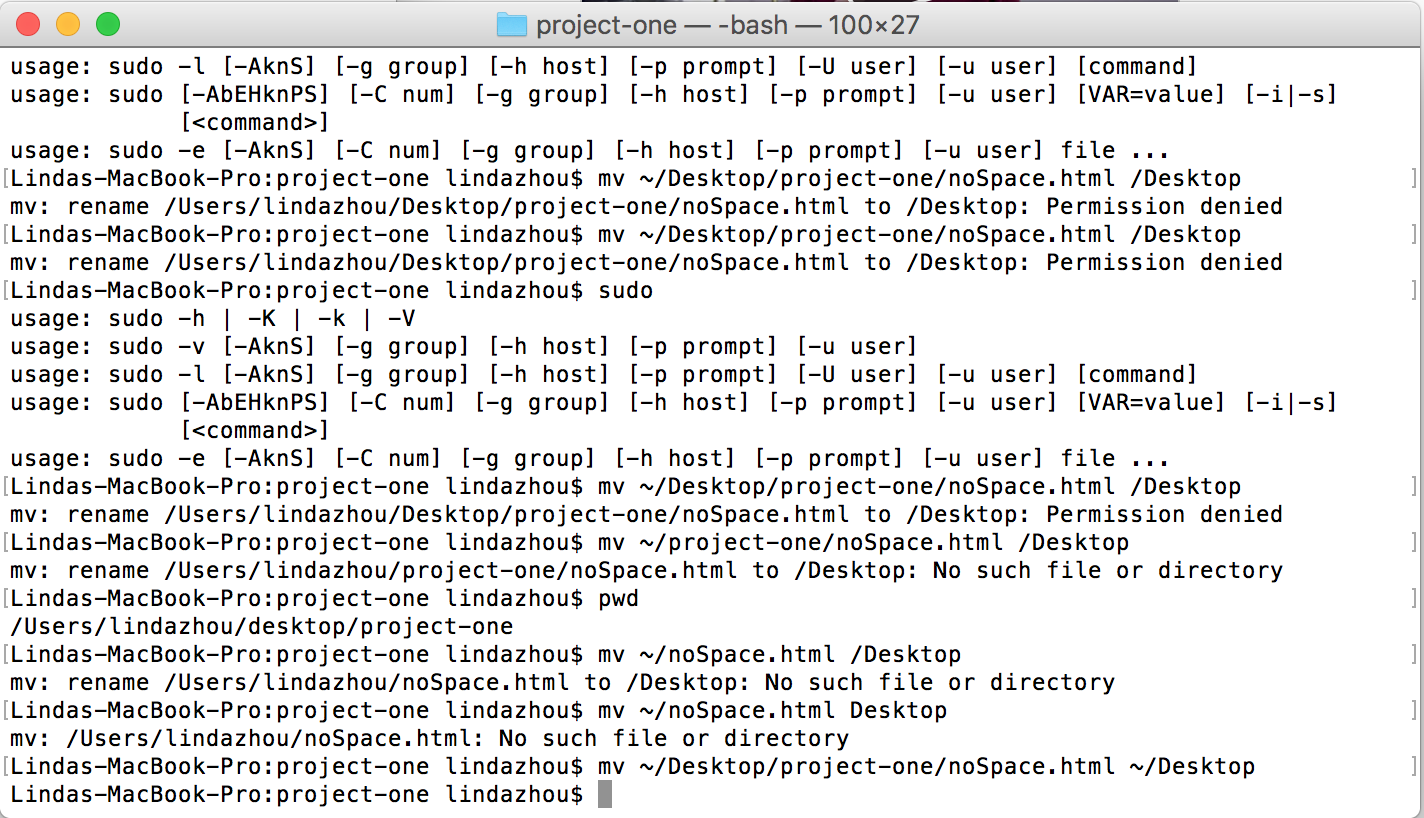 project-one — -bash — 100×27
usage: sudo -l [-AknS] [-g group] [-h host] [-p prompt] [-U user] [-u user] [command]
usage: sudo [-AbEHknPS] [-C num] [-g group] [-h host] [-p prompt] [-u user] [VAR=value] [-i|-s]
            [<command>]
usage: sudo -e [-AknS] [-C num] [-g group] [-h host] [-p prompt] [-u user] file ...
[Lindas-MacBook-Pro:project-one lindazhou$ mv ~/Desktop/project-one/noSpace.html /Desktop ]
mv: rename /Users/lindazhou/Desktop/project-one/noSpace.html to /Desktop: Permission denied
[Lindas-MacBook-Pro:project-one lindazhou$ mv ~/Desktop/project-one/noSpace.html /Desktop ]
mv: rename /Users/lindazhou/Desktop/project-one/noSpace.html to /Desktop: Permission denied
[Lindas-MacBook-Pro:project-one lindazhou$ sudo ]
usage: sudo -h | -K | -k | -V
usage: sudo -v [-AknS] [-g group] [-h host] [-p prompt] [-u user]
usage: sudo -l [-AknS] [-g group] [-h host] [-p prompt] [-U user] [-u user] [command]
usage: sudo [-AbEHknPS] [-C num] [-g group] [-h host] [-p prompt] [-u user] [VAR=value] [-i|-s]
            [<command>]
usage: sudo -e [-AknS] [-C num] [-g group] [-h host] [-p prompt] [-u user] file ...
[Lindas-MacBook-Pro:project-one lindazhou$ mv ~/Desktop/project-one/noSpace.html /Desktop ]
mv: rename /Users/lindazhou/Desktop/project-one/noSpace.html to /Desktop: Permission denied
[Lindas-MacBook-Pro:project-one lindazhou$ mv ~/project-one/noSpace.html /Desktop ]
mv: rename /Users/lindazhou/project-one/noSpace.html to /Desktop: No such file or directory
[Lindas-MacBook-Pro:project-one lindazhou$ pwd ]
/Users/lindazhou/desktop/project-one
[Lindas-MacBook-Pro:project-one lindazhou$ mv ~/noSpace.html /Desktop ]
mv: rename /Users/lindazhou/noSpace.html to /Desktop: No such file or directory
[Lindas-MacBook-Pro:project-one lindazhou$ mv ~/noSpace.html Desktop ]
mv: /Users/lindazhou/noSpace.html: No such file or directory
[Lindas-MacBook-Pro:project-one lindazhou$ mv ~/Desktop/project-one/noSpace.html ~/Desktop ]
Lindas-MacBook-Pro:project-one lindazhou$